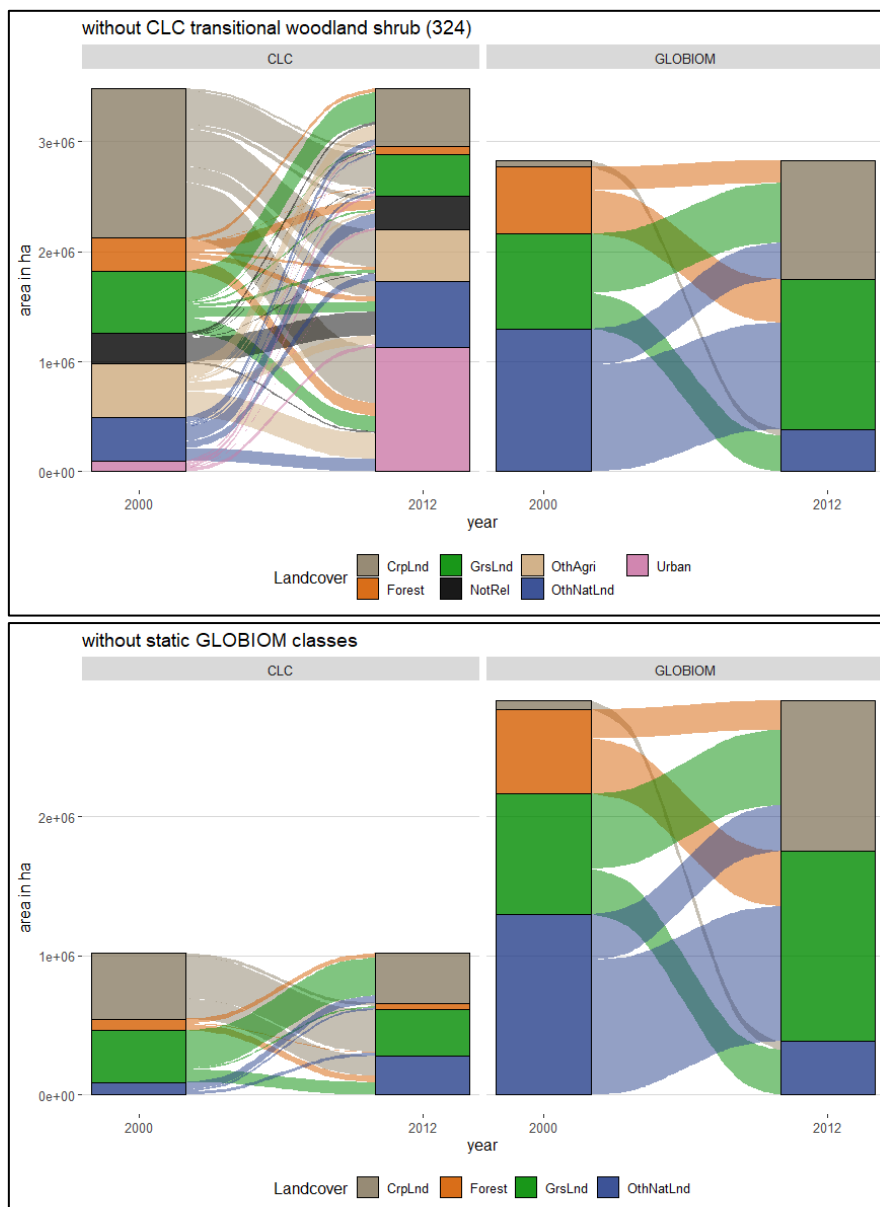 without CLC transitional woodland shrub (324)
CLC
GLOBIOM
area in ha
3e+06
2e+06
1e+06
0e+00
2000
2012
2000
2012
year
Landcover
CrpLnd
GrsLnd
OthAgri
Urban
Forest
NotRel
OthNatLnd
without static GLOBIOM classes
CLC
GLOBIOM
area in ha
2e+06
1e+06
0e+00
2000
2012
2000
2012
year
Landcover
CrpLnd
Forest
GrsLnd
OthNatLnd